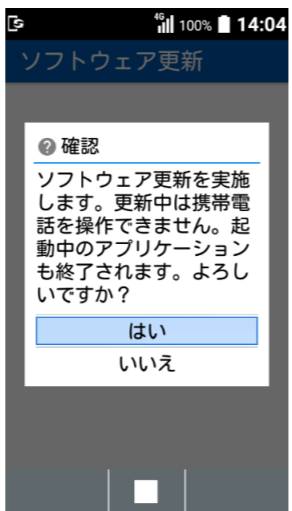 4G 100% 14:04
ソフトウェア更新
確認
ソフトウェア更新を実施
します。更新中は携帯電
話を操作できません。起
動中のアプリケーション
も終了されます。よろし
いですか？
はい
いいえ